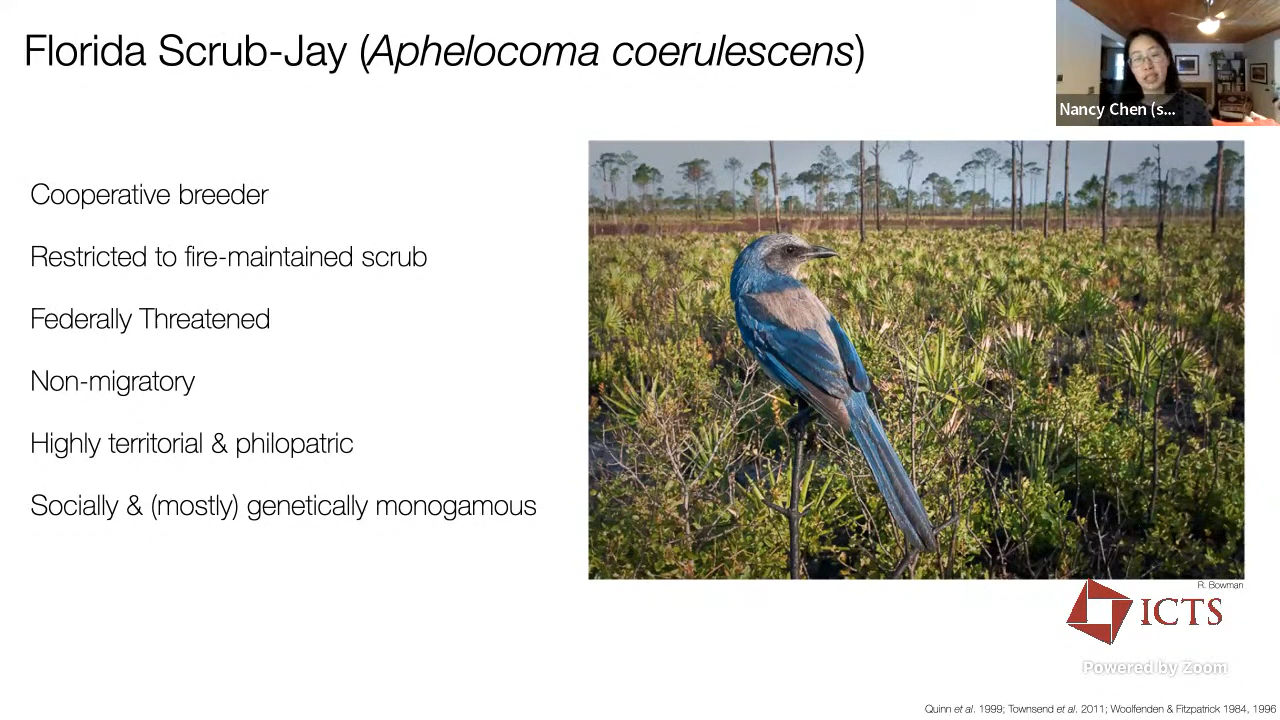 Florida Scrub-Jay (Aphelocoma coerulescens)
Nancy Chen (s...
Cooperative breeder
Restricted to fire-maintained scrub
Federally Threatened
Non-migratory
Highly territorial & philopatric
Socially & (mostly) genetically monogamous
R. Bowman
ICTS
Powered by Zoom
Quinn et al. 1999; Townsend et al. 2011; Woolfenden & Fitzpatrick 1984, 1996